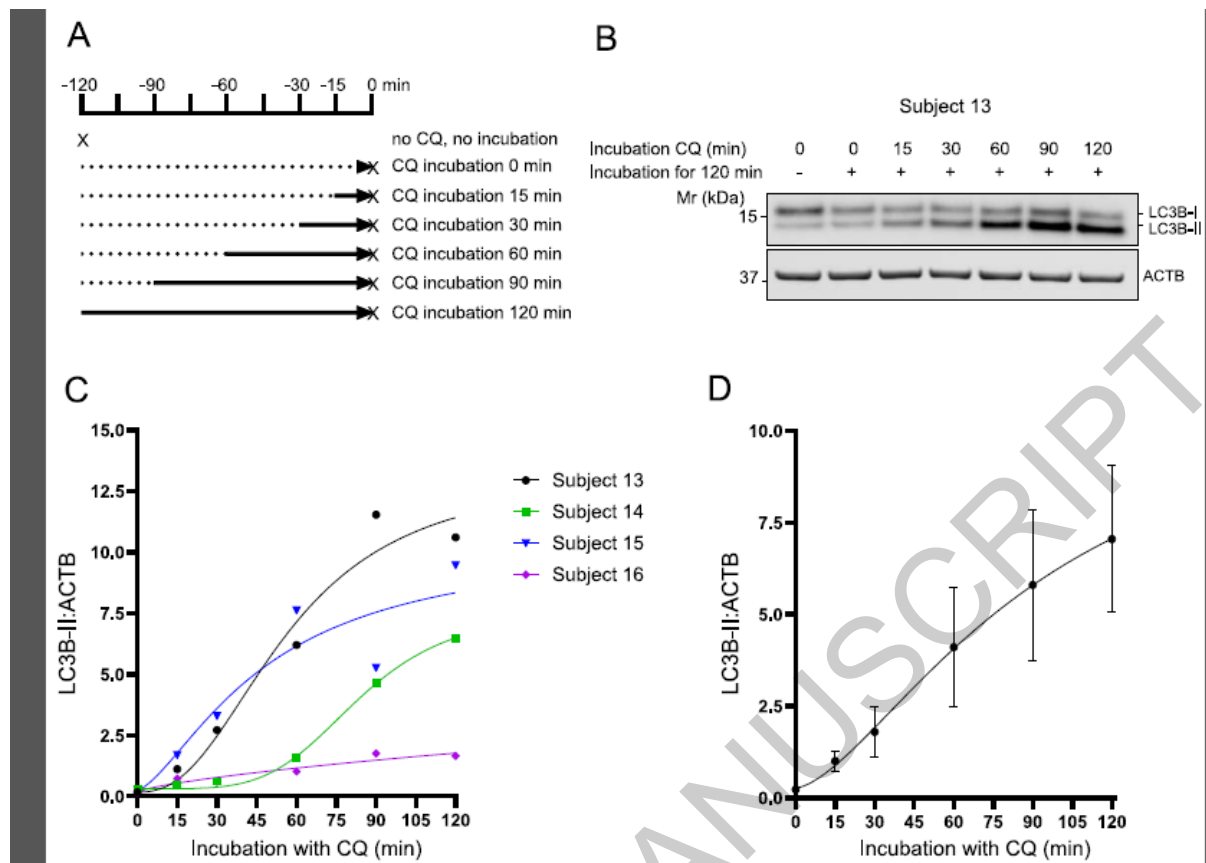 A
-120 -90 -60 -30 -15 0 min
X no CQ, no incubation
X CQ incubation 0 min
X CQ incubation 15 min
X CQ incubation 30 min
X CQ incubation 60 min
X CQ incubation 90 min
X CQ incubation 120 min
B
Subject 13
Incubation CQ (min) 0 0 15 30 60 90 120
Incubation for 120 min - + + + + + +
Mr (kDa)
15 LC3B-I
LC3B-II
37 ACTB
C
15.0
12.5
10.0
7.5
5.0
2.5
0.0
LC3B-II:ACTB
0 15 30 45 60 75 90 105 120
Incubation with CQ (min)
Subject 13
Subject 14
Subject 15
Subject 16
D
10.0
7.5
5.0
2.5
0.0
LC3B-II:ACTB
0 15 30 45 60 75 90 105 120
Incubation with CQ (min)
ANUSCRIPT